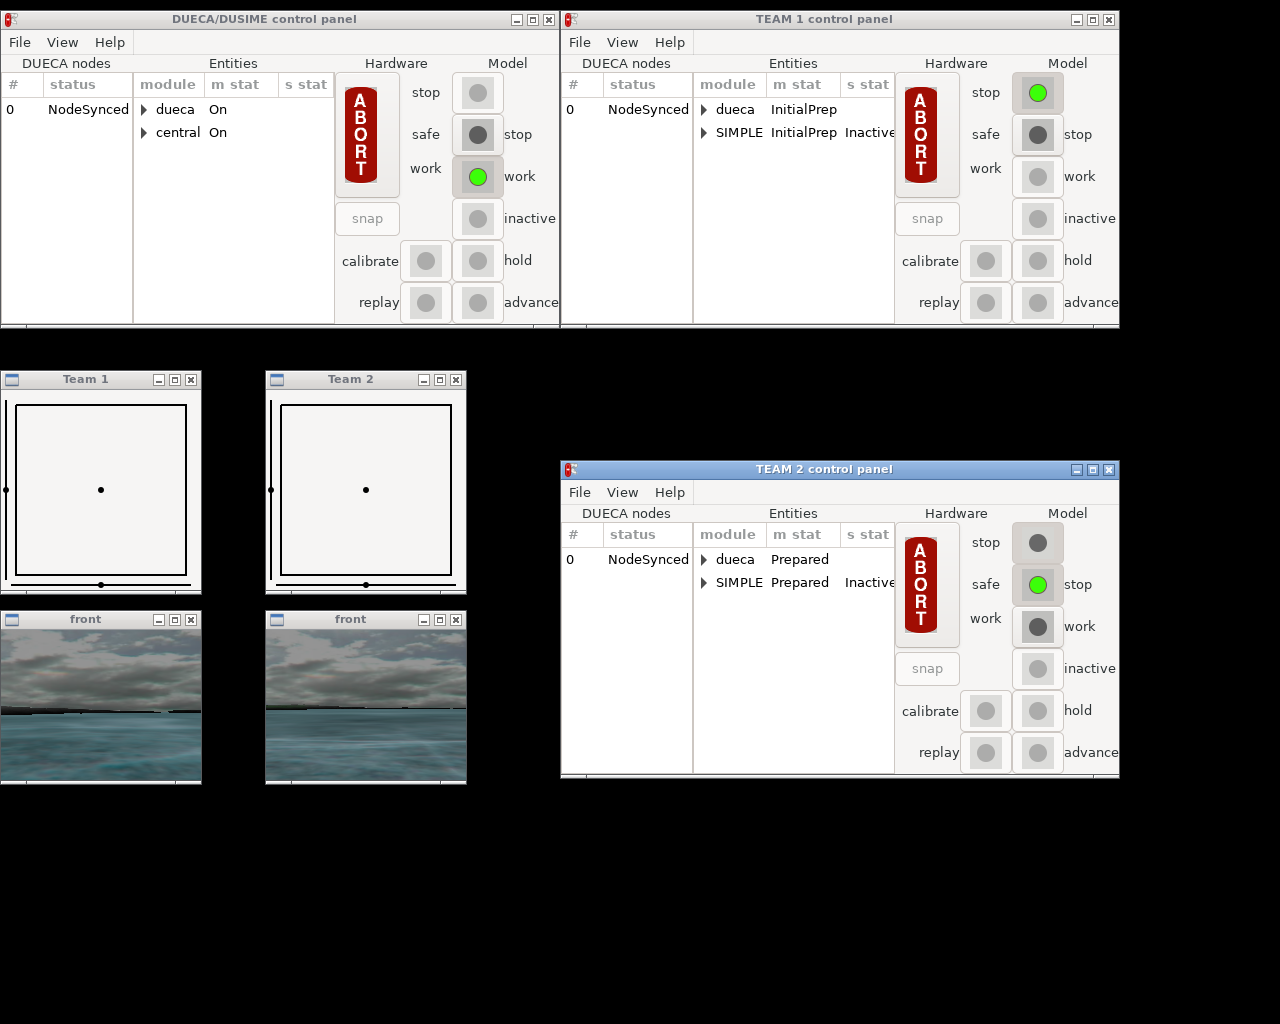 DUECA/DUSIME control panel
File View Help
DUECA nodes Entities Hardware Model
# status module m stat s stat
0 NodeSynced dueca On
central On
ABORT
stop
safe stop
work work
snap inactive
calibrate hold
replay advance
TEAM 1 control panel
File View Help
DUECA nodes Entities Hardware Model
# status module m stat s stat
0 NodeSynced dueca InitialPrep
SIMPLE InitialPrep Inactive
ABORT
stop
safe stop
work work
snap inactive
calibrate hold
replay advance
Team 1
Team 2
front
front
TEAM 2 control panel
File View Help
DUECA nodes Entities Hardware Model
# status module m stat s stat
0 NodeSynced dueca Prepared
SIMPLE Prepared Inactive
ABORT
stop
safe stop
work work
snap inactive
calibrate hold
replay advance